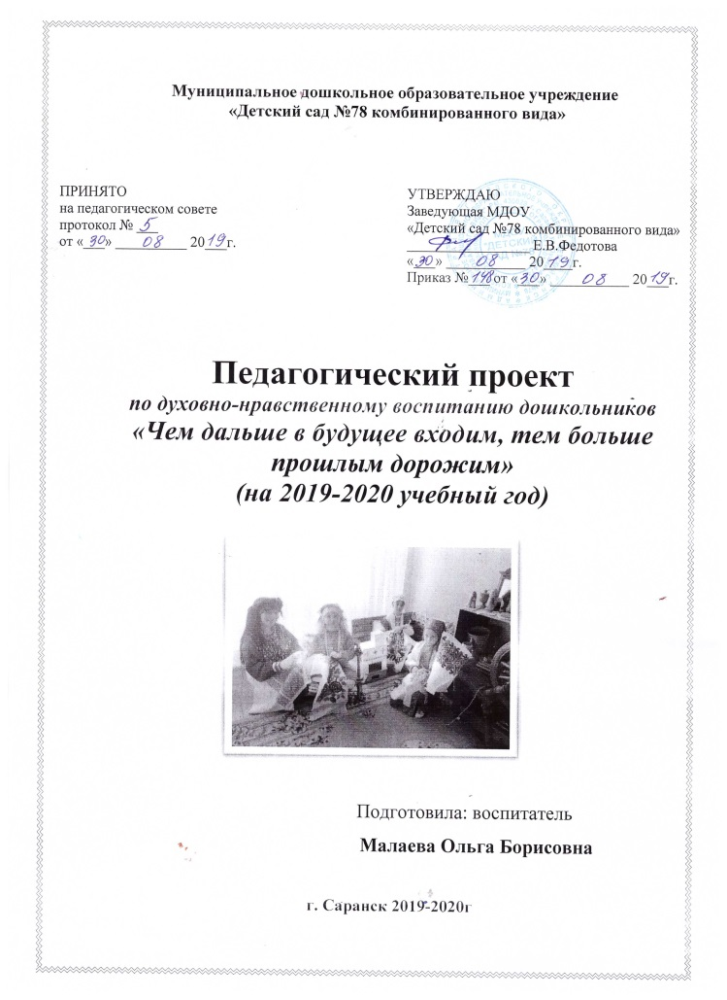 Муниципальное дошкольное образовательное учреждение
«Детский сад №78 комбинированного вида»
ПРИНЯТО
на педагогическом совете
протокол № 5
от «30» 08 2019г.
УТВЕРЖДАЮ
Заведующая МДОУ
«Детский сад №78 комбинированного вида»
Е.В.Федотова
«30» 08 2019г.
Приказ №198 от «30» 08 2019г.
Педагогический проект
по духовно-нравственному воспитанию дошкольников
«Чем дальше в будущее входим, тем больше
прошлым дорожим»
(на 2019-2020 учебный год)
Подготовила: воспитатель
Малаева Ольга Борисовна
г. Саранск 2019-2020г